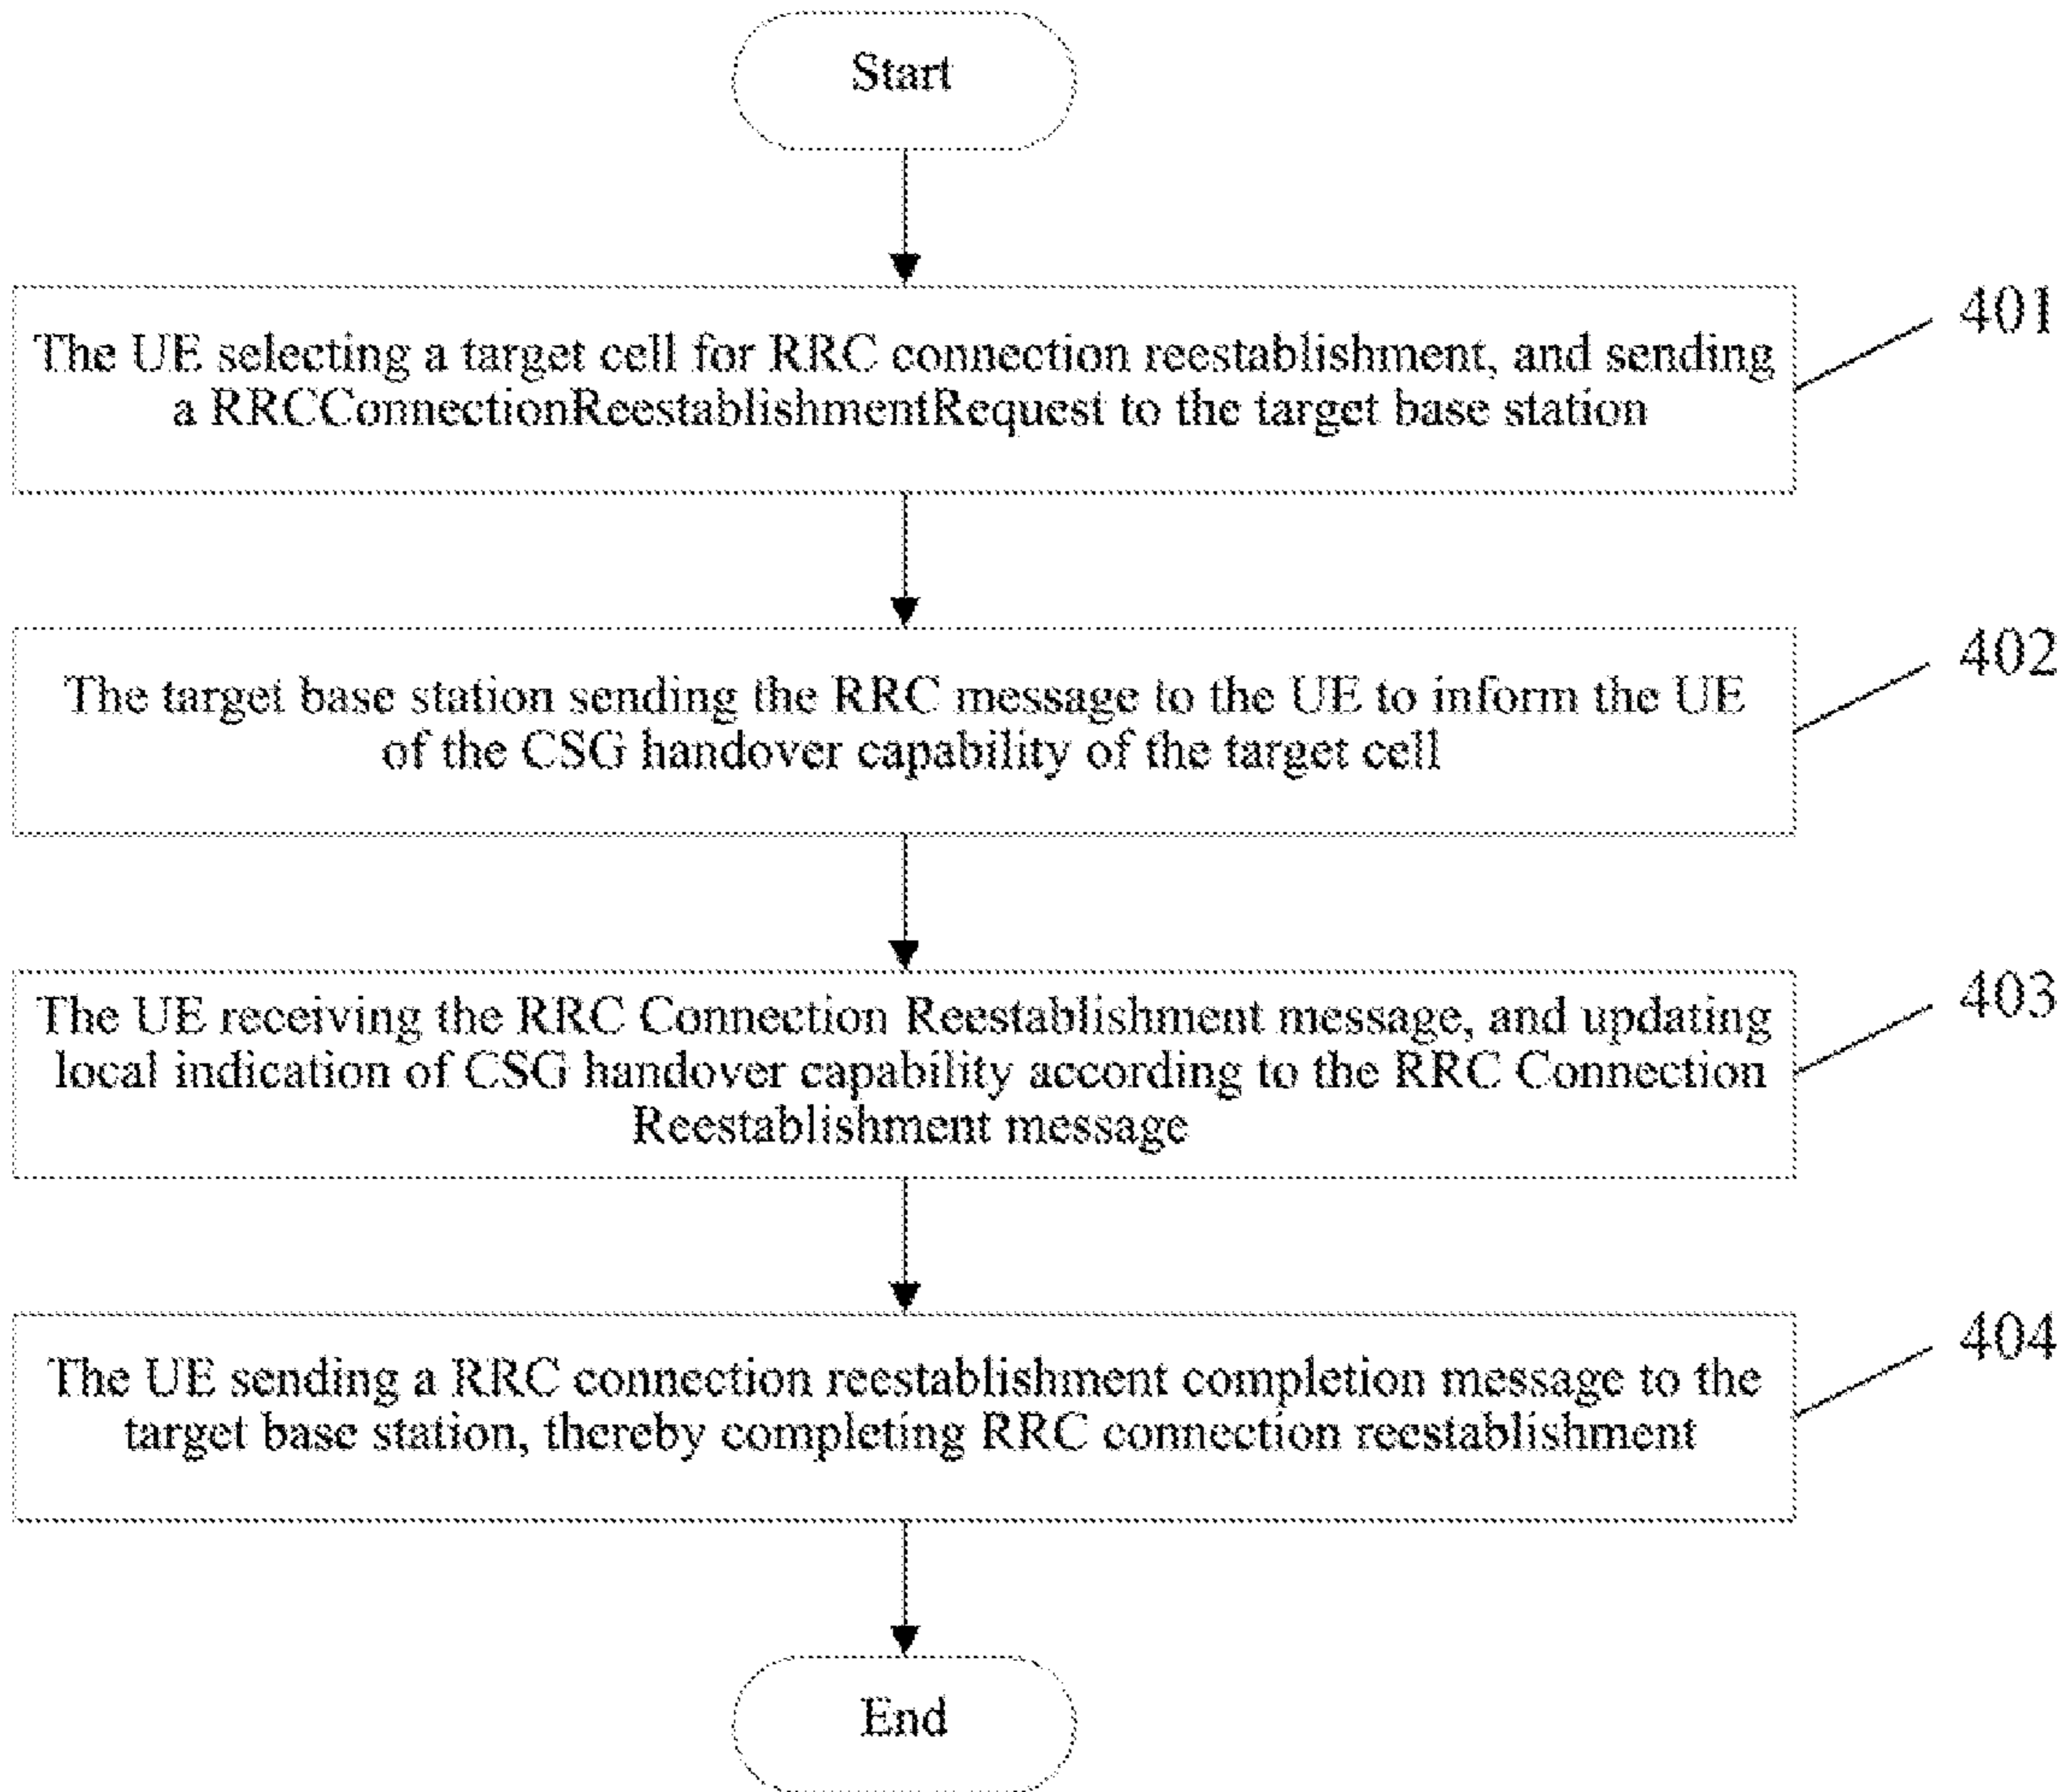 Start
The UE selecting a target cell for RRC connection reestablishment, and sending
a RRCConnectionReestablishmentRequest to the target base station
401
The target base station sending the RRC message to the UE to inform the UE
of the CSG handover capability of the target cell
402
The UE receiving the RRC Connection Reestablishment message, and updating
local indication of CSG handover capability according to the RRC Connection
Reestablishment message
403
The UE sending a RRC connection reestablishment completion message to the
target base station, thereby completing RRC connection reestablishment
404
End